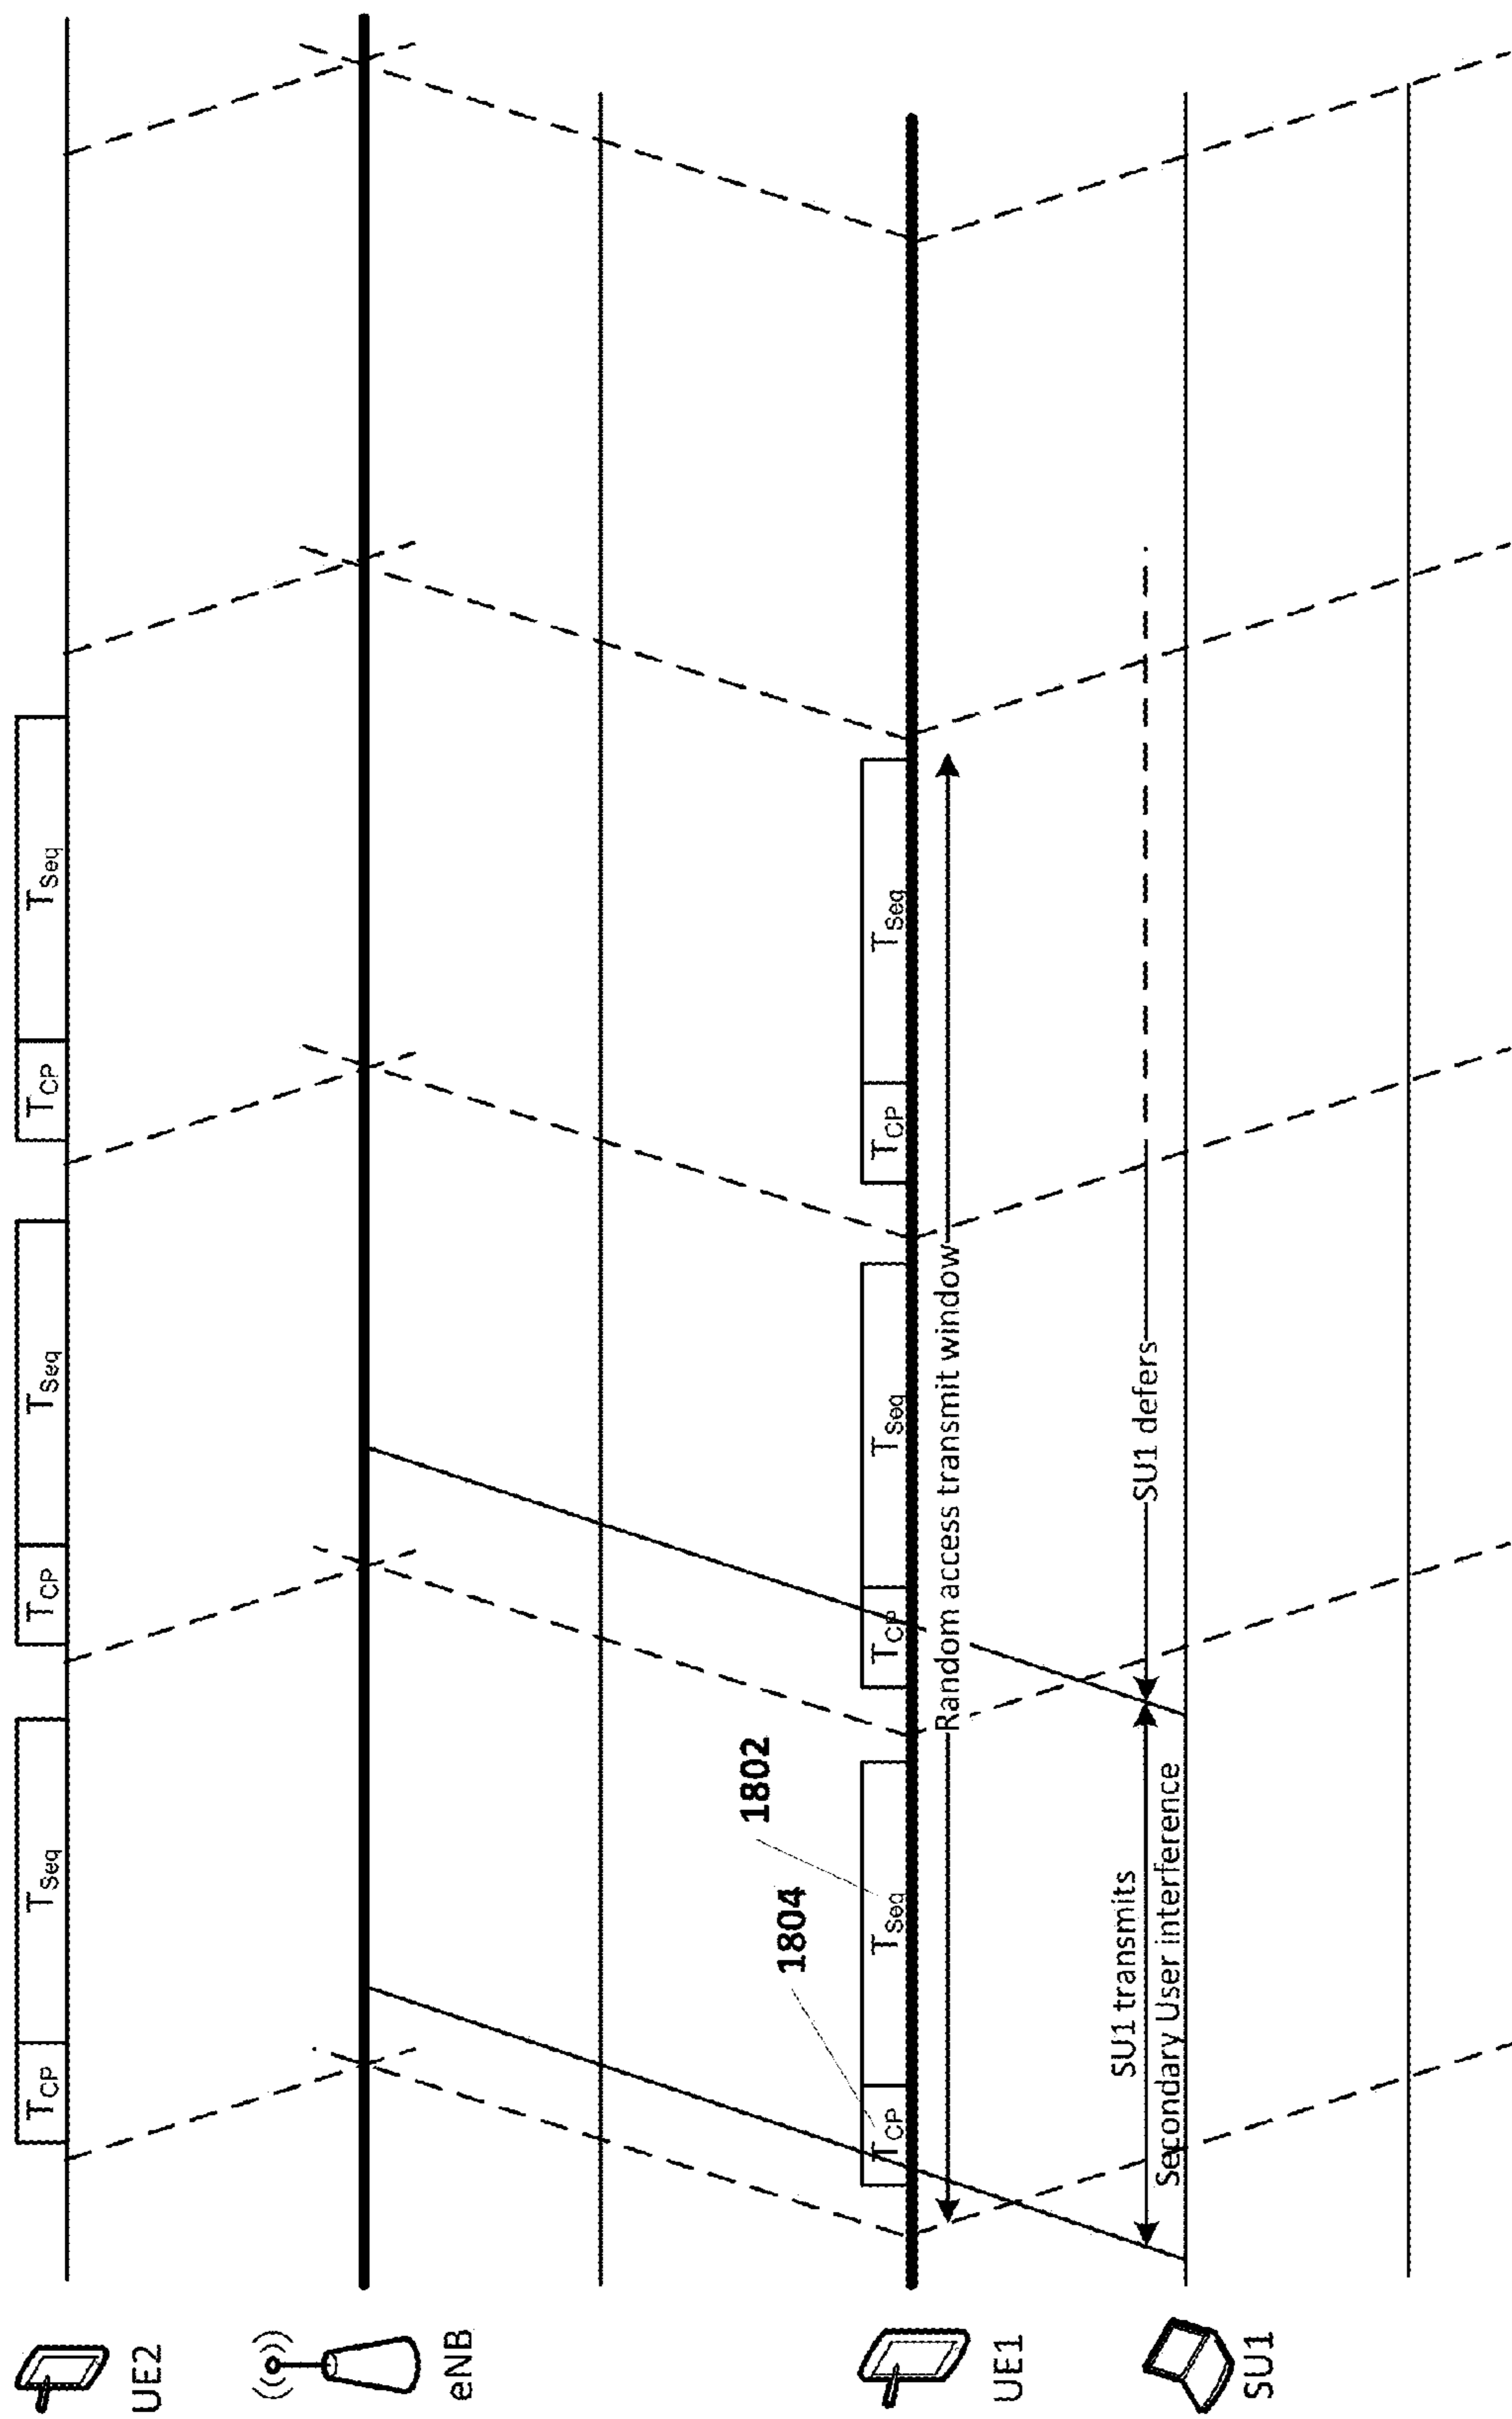 UE2
T_CP T_Seq T_CP T_Seq T_CP T_Seq
eNB
1804
1802
UE1
T_CP T_Seq T_CP T_Seq T_CP T_Seq
Random access transmit window
SU1 transmits
SU1 defers
Secondary User interference
SU1